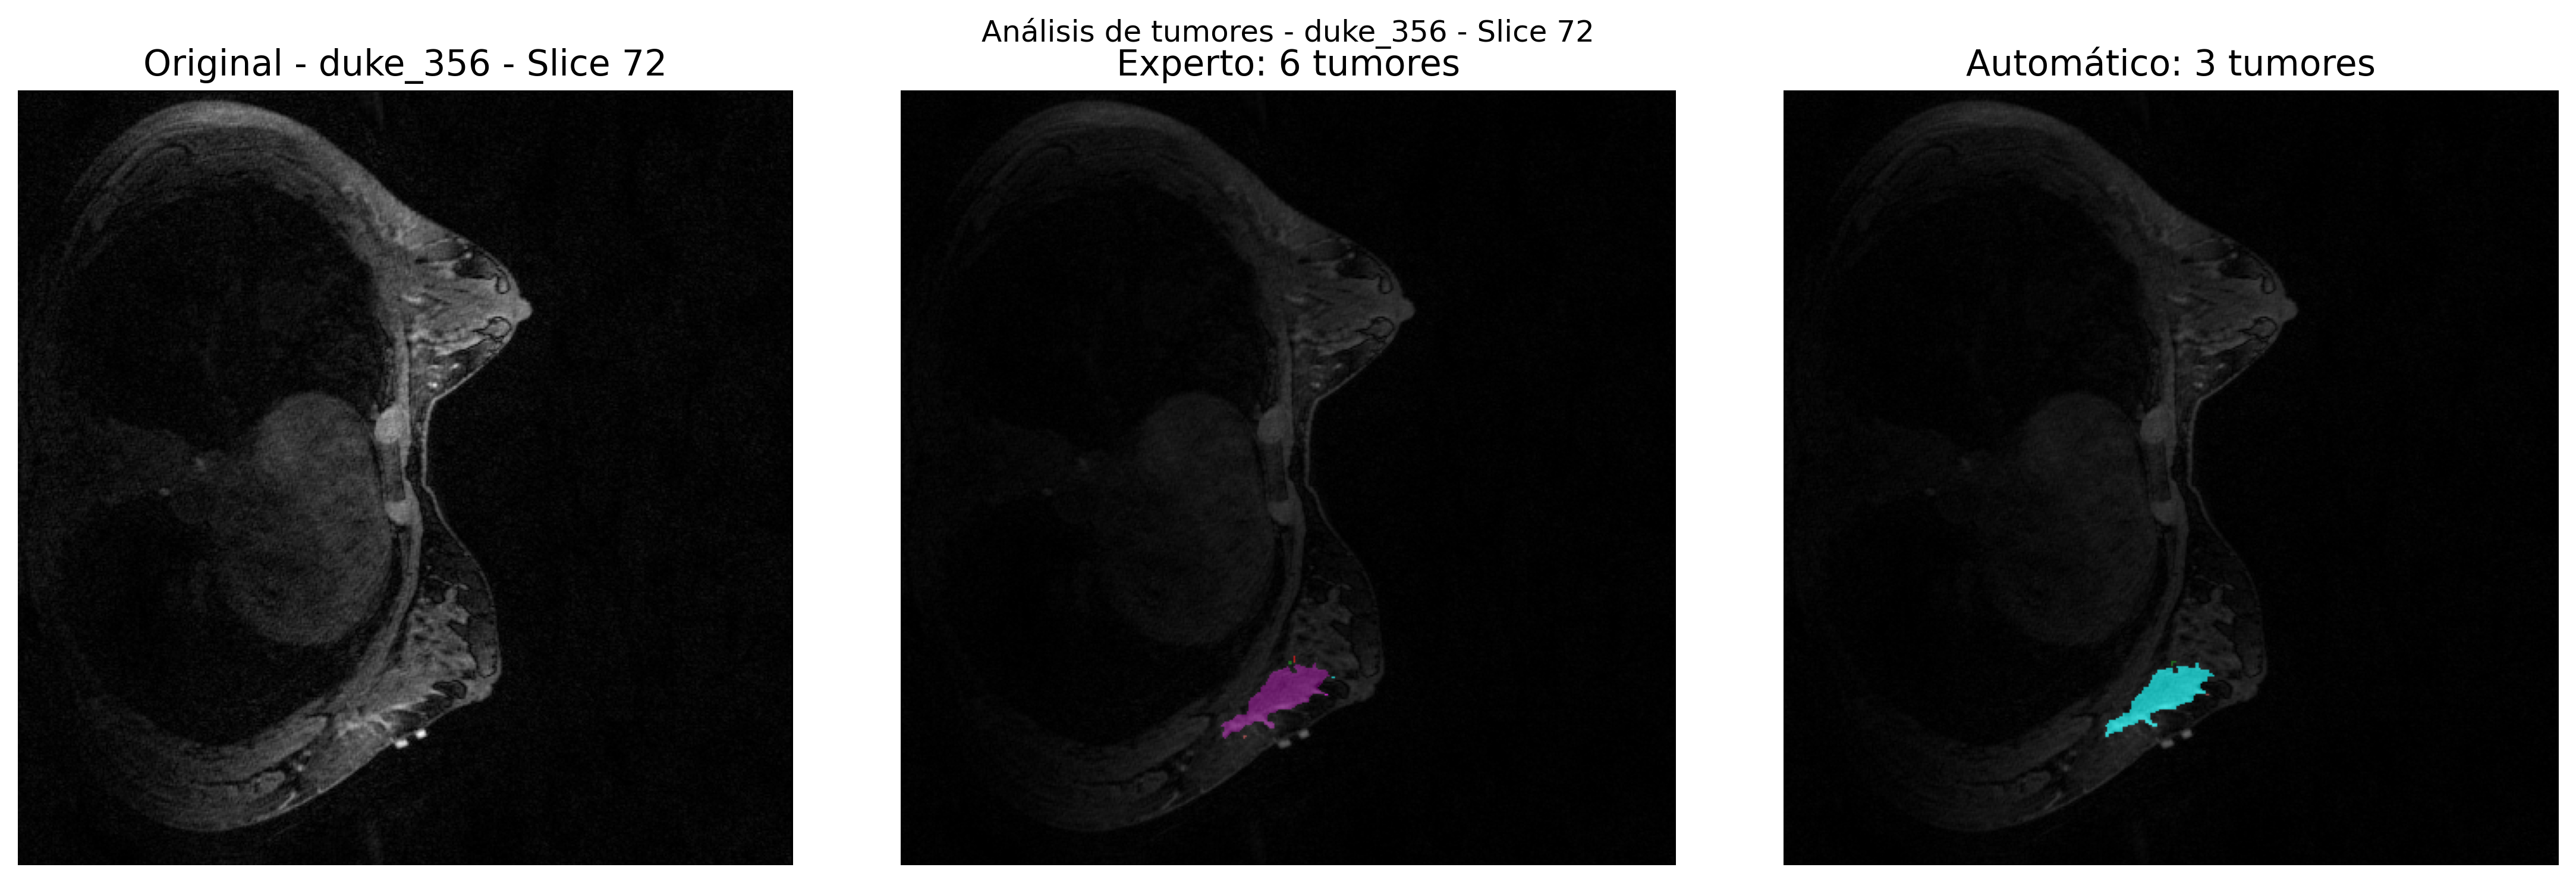 Análisis de tumores - duke_356 - Slice 72
Original - duke_356 - Slice 72
Experto: 6 tumores
Automático: 3 tumores